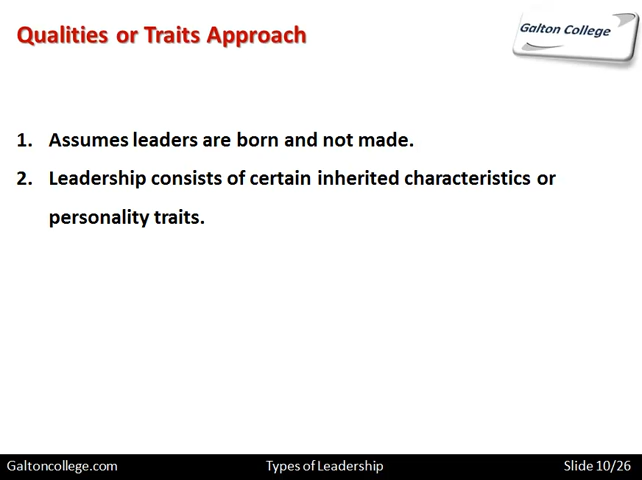 Qualities or Traits Approach
Galton College
1. Assumes leaders are born and not made.
2. Leadership consists of certain inherited characteristics or
personality traits.
Galtoncollege.com
Types of Leadership
Slide 10/26